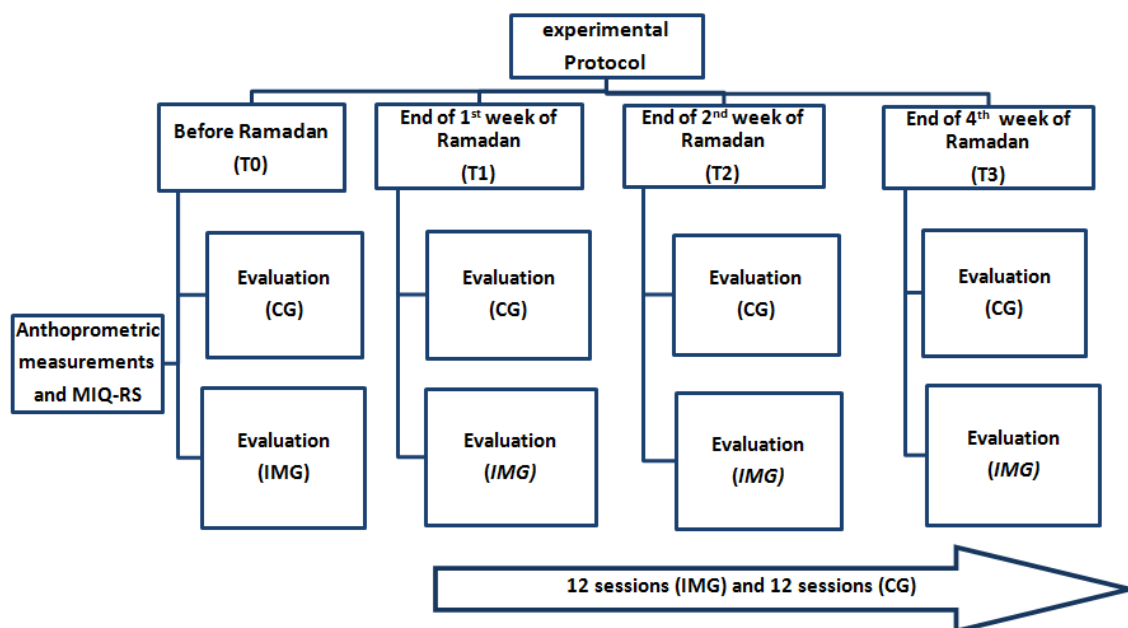 experimental
Protocol
Before Ramadan
(T0)
End of 1st week of
Ramadan
(T1)
End of 2nd week of
Ramadan
(T2)
End of 4th week of
Ramadan
(T3)
Evaluation
(CG)
Evaluation
(CG)
Evaluation
(CG)
Evaluation
(CG)
Anthoprometric
measurements
and MIQ-RS
Evaluation
(IMG)
Evaluation
(IMG)
Evaluation
(IMG)
Evaluation
(IMG)
12 sessions (IMG) and 12 sessions (CG)